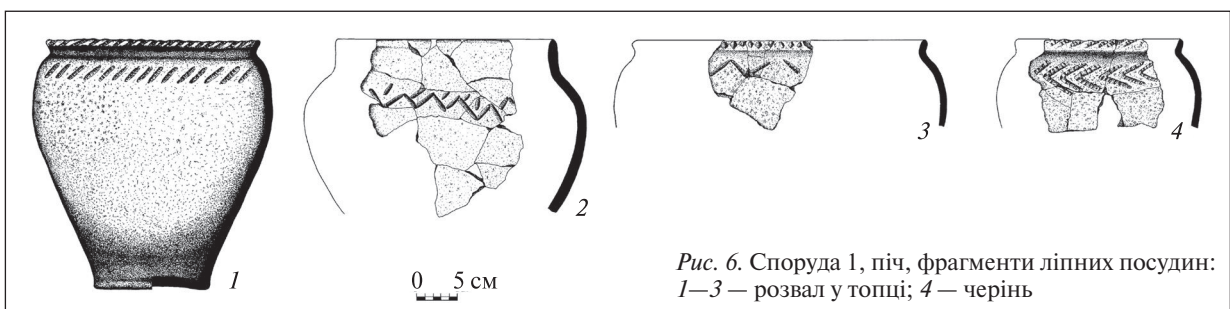 1
2
3
4
0 5 см
Рис. 6. Споруда 1, піч, фрагменти ліпних посудин:
1—3 — розвал у топці; 4 — черінь